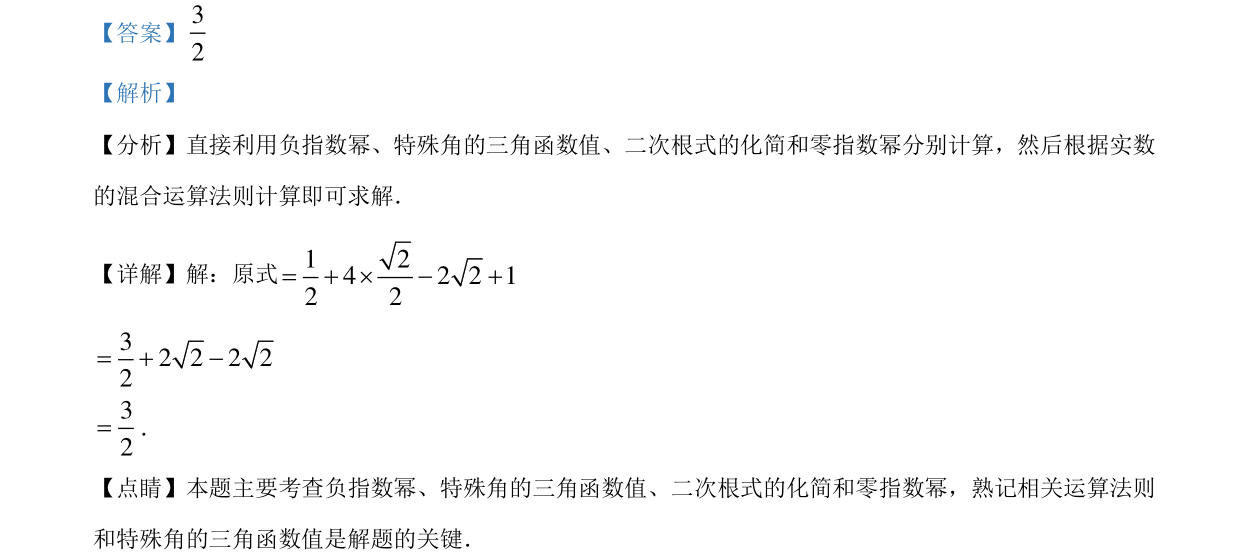 【答案】3/2
【解析】
【分析】直接利用负指数幂、特殊角的三角函数值、二次根式的化简和零指数幂分别计算，然后根据实数
的混合运算法则计算即可求解．
【详解】解：原式=1/2+4×√2/2−2√2+1
=3/2+2√2−2√2
=3/2．
【点睛】本题主要考查负指数幂、特殊角的三角函数值、二次根式的化简和零指数幂，熟记相关运算法则
和特殊角的三角函数值是解题的关键．